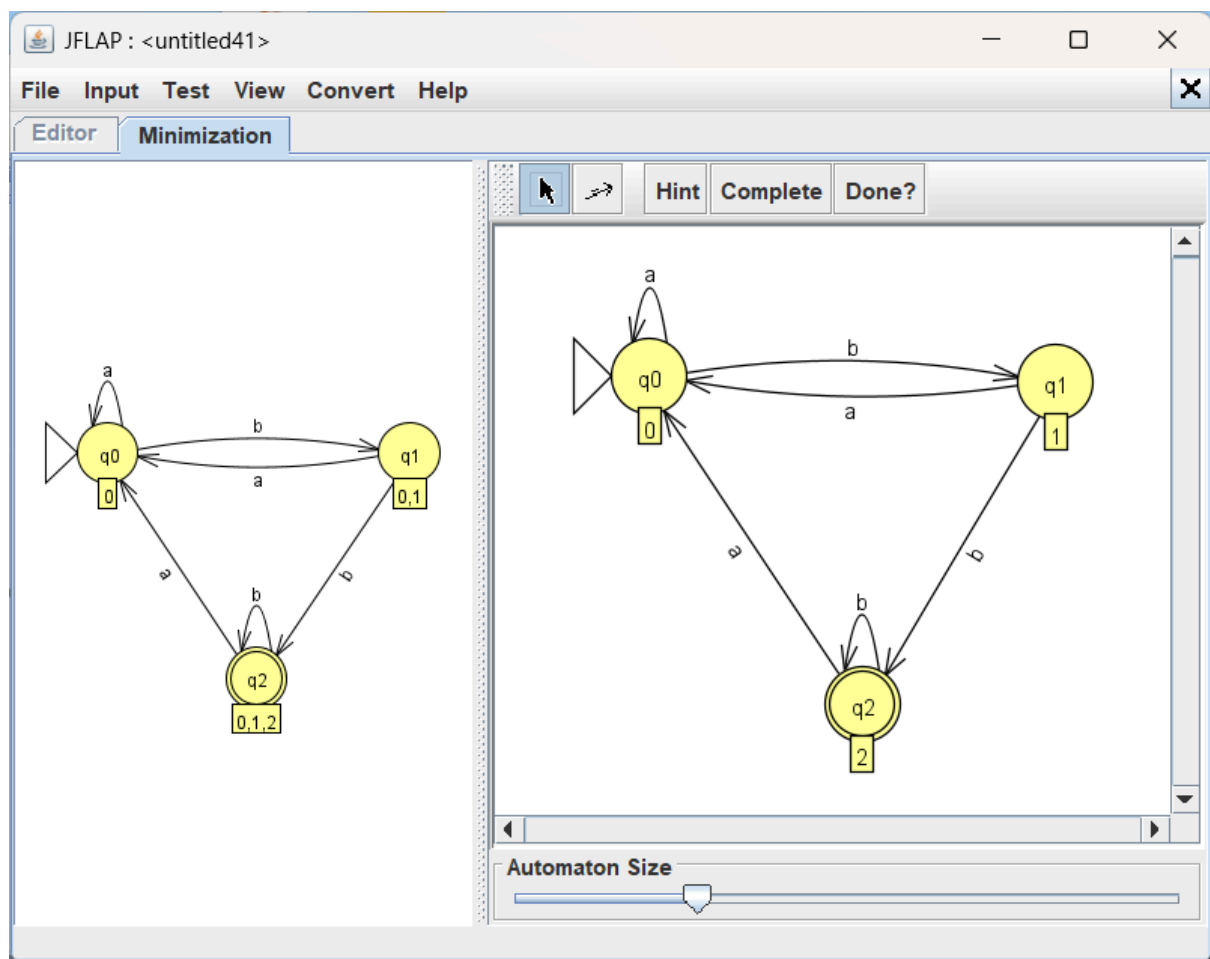 JFLAP : <untitled41>
File Input Test View Convert Help
Editor Minimization
Hint Complete Done?
a
q0
0
b
a
q1
0,1
a
b
b
q2
0,1,2
a
q0
0
b
a
q1
1
a
b
b
q2
2
Automaton Size